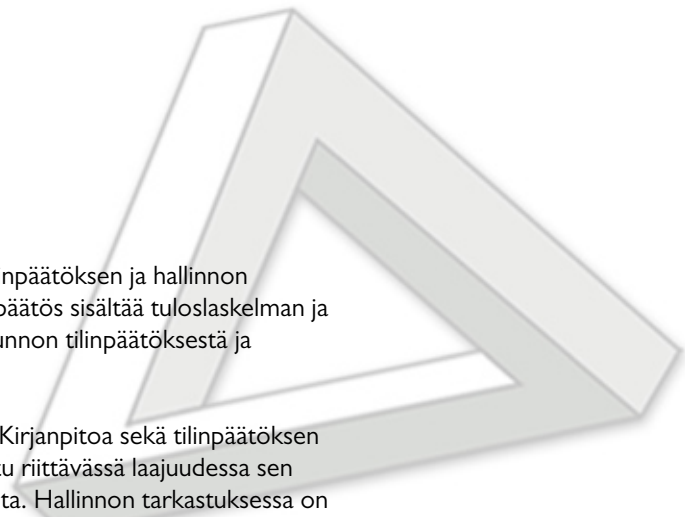 npäätöksen ja hallinnon
päätös sisältää tuloslaskelman ja
unnon tilinpäätöksestä ja
Kirjanpitoa sekä tilinpäätöksen
u riittävässä laajuudessa sen
ta. Hallinnon tarkastuksessa on